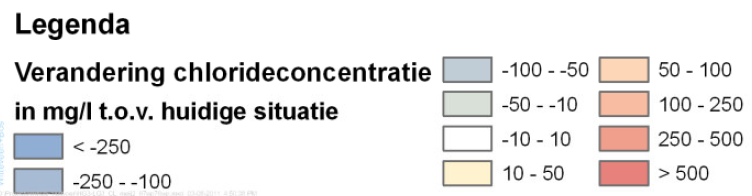 Legenda
Verandering chlorideconcentratie
in mg/l t.o.v. huidige situatie
< -250
-250 - -100
-100 - -50
-50 - -10
-10 - 10
10 - 50
50 - 100
100 - 250
250 - 500
> 500